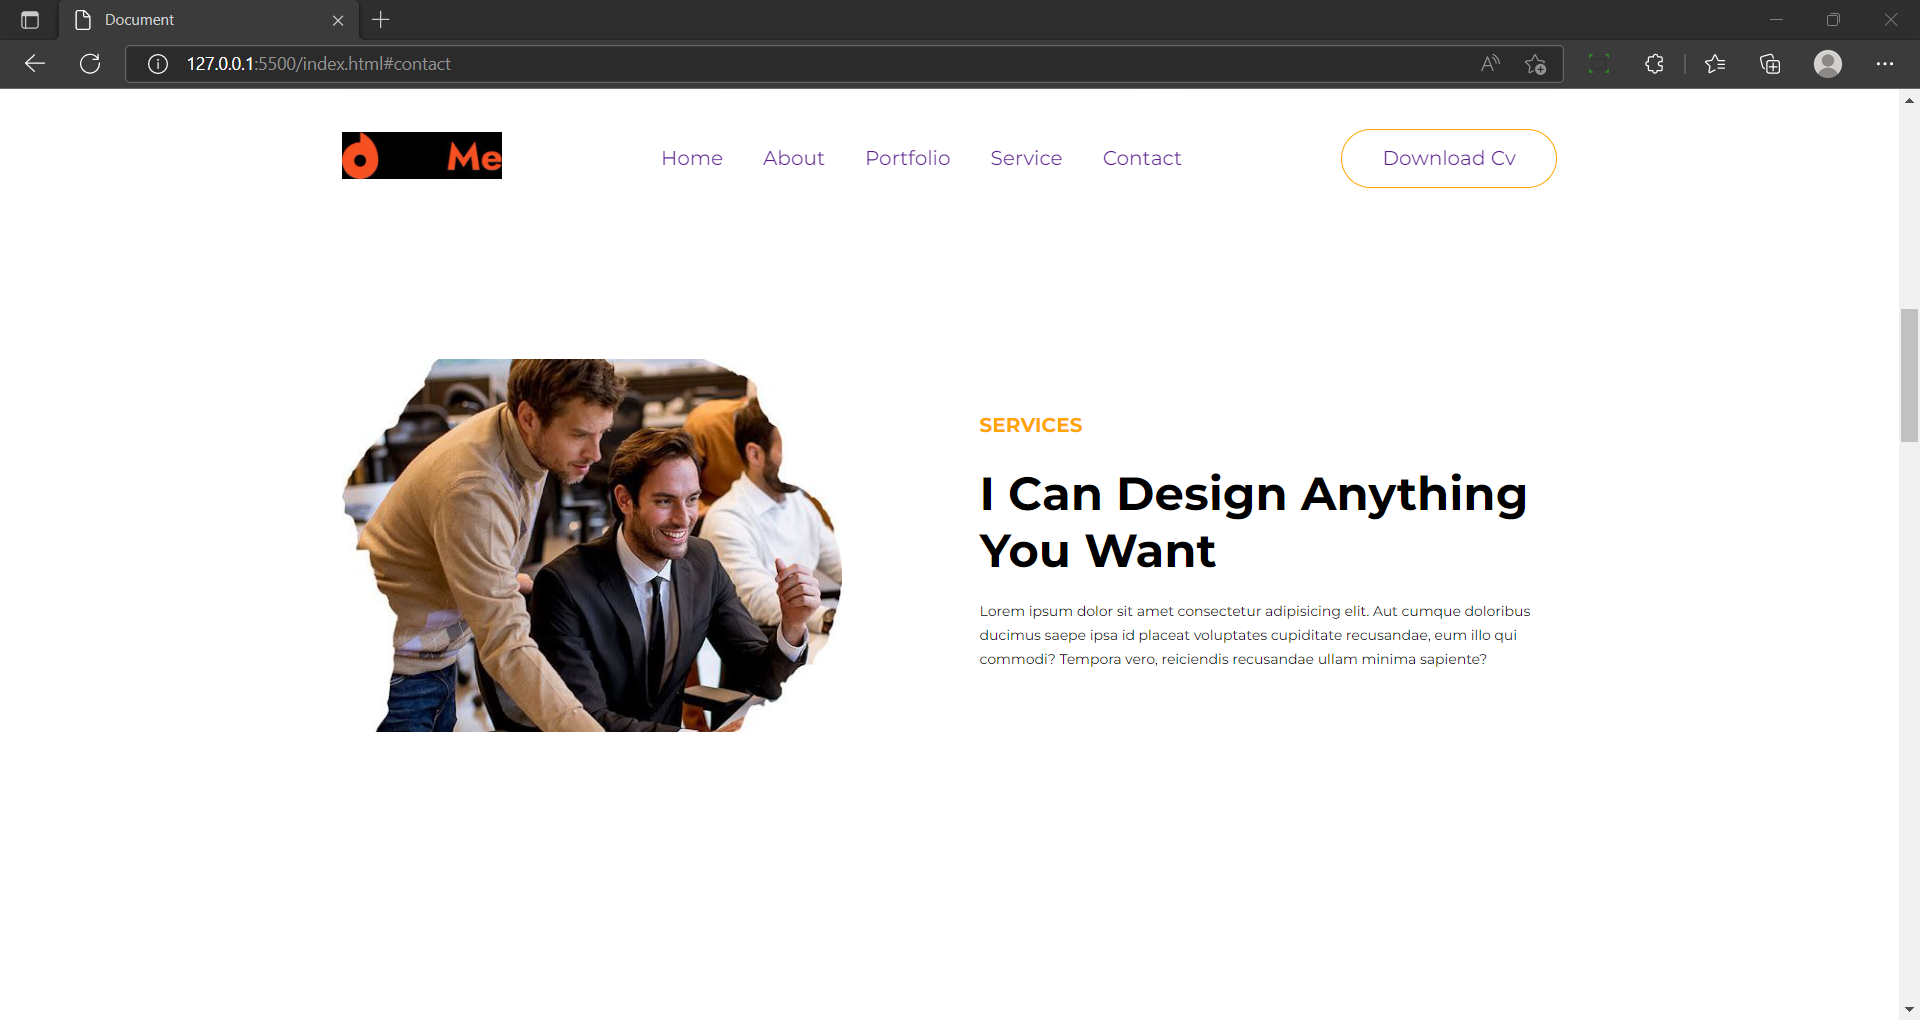 Document
127.0.0.1:5500/index.html#contact
Me
Home About Portfolio Service Contact
Download Cv
SERVICES
I Can Design Anything
You Want
Lorem ipsum dolor sit amet consectetur adipisicing elit. Aut cumque doloribus
ducimus saepe ipsa id placeat voluptates cupiditate recusandae, eum illo qui
commodi? Tempora vero, reiciendis recusandae ullam minima sapiente?